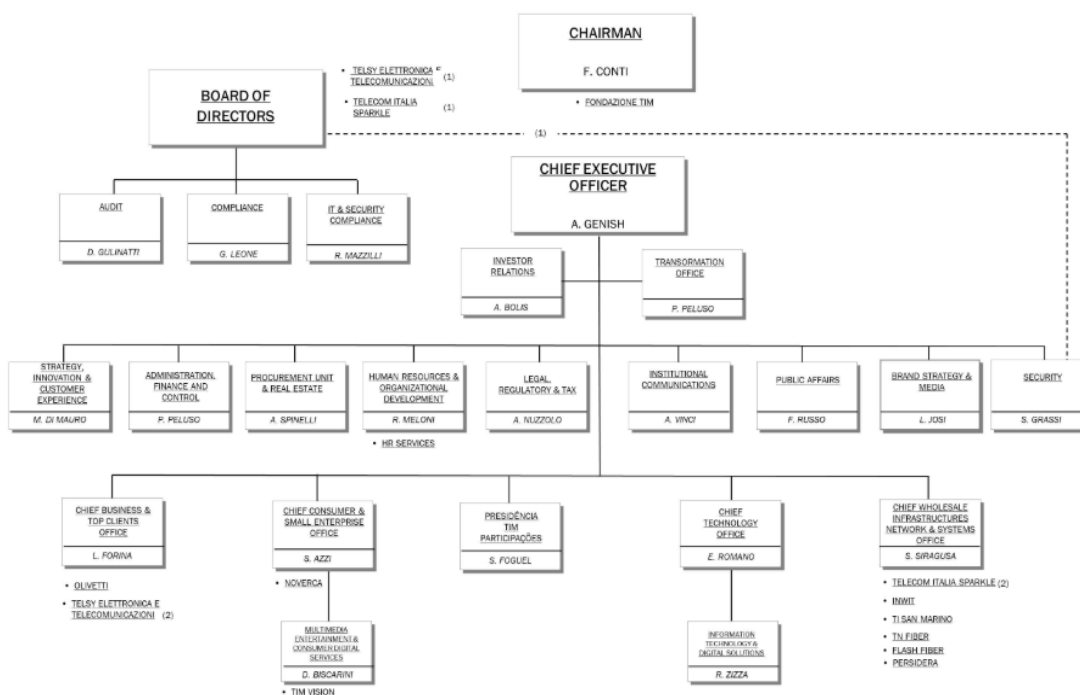 CHAIRMAN
F. CONTI
• FONDAZIONE TIM
• TELSY ELETTRONICA E
TELECOMUNICAZIONI (1)
• TELECOM ITALIA
SPARKLE (1)
BOARD OF
DIRECTORS
(1)
CHIEF EXECUTIVE
OFFICER
A. GENISH
AUDIT
D. GULINATTI
COMPLIANCE
G. LEONE
IT & SECURITY
COMPLIANCE
R. MAZZILLI
INVESTOR
RELATIONS
A. BOLIS
TRANSORMATION
OFFICE
P. PELUSO
STRATEGY,
INNOVATION &
CUSTOMER
EXPERIENCE
M. DI MAURO
ADMINISTRATION,
FINANCE AND
CONTROL
P. PELUSO
PROCUREMENT UNIT
& REAL ESTATE
A. SPINELLI
HUMAN RESOURCES &
ORGANIZATIONAL
DEVELOPMENT
R. MELONI
• HR SERVICES
LEGAL,
REGULATORY & TAX
A. NUZZOLO
INSTITUTIONAL
COMMUNICATIONS
A. VINCI
PUBLIC AFFAIRS
F. RUSSO
BRAND STRATEGY &
MEDIA
L. JOSI
SECURITY
S. GRASSI
CHIEF BUSINESS &
TOP CLIENTS
OFFICE
L. FORINA
• OLIVETTI
• TELSY ELETTRONICA E
TELECOMUNICAZIONI (2)
CHIEF CONSUMER &
SMALL ENTERPRISE
OFFICE
S. AZZI
• NOVERCA
MULTIMEDIA
ENTERTAINMENT &
CONSUMER DIGITAL
SERVICES
D. BISCARINI
• TIM VISION
PRESIDÊNCIA
TIM
PARTICIPAÇÕES
S. FOGUEL
CHIEF
TECHNOLOGY
OFFICE
E. ROMANO
INFORMATION
TECHNOLOGY &
DIGITAL SOLUTIONS
R. ZIZZA
CHIEF WHOLESALE
INFRASTRUCTURES
NETWORK & SYSTEMS
OFFICE
S. SIRAGUSA
• TELECOM ITALIA SPARKLE (2)
• INWIT
• TI SAN MARINO
• TN FIBER
• FLASH FIBER
• PERSIDERA